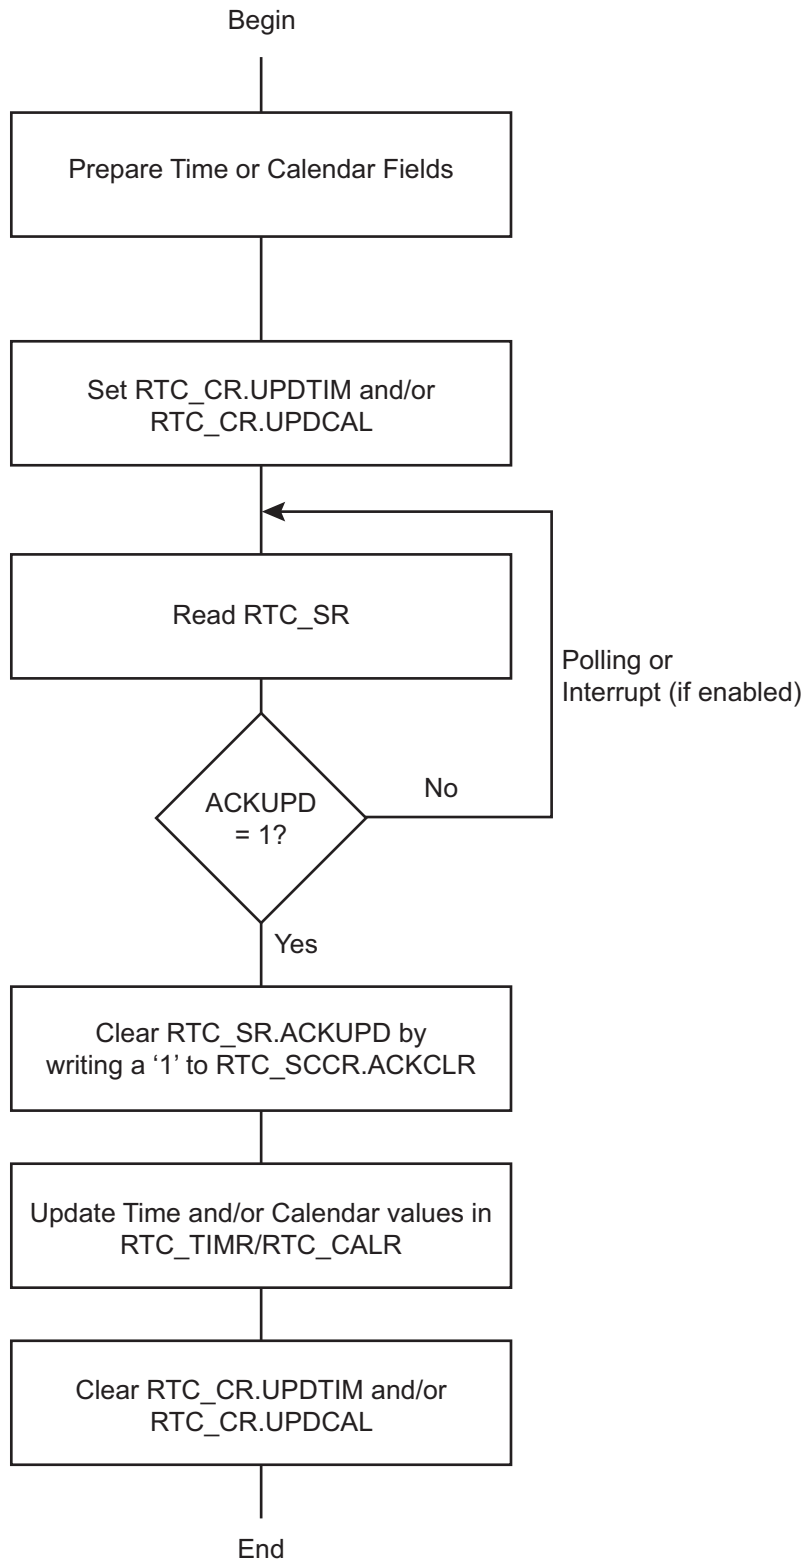 Begin
Prepare Time or Calendar Fields
Set RTC_CR.UPDTIM and/or
RTC_CR.UPDCAL
Read RTC_SR
Polling or
Interrupt (if enabled)
ACKUPD
= 1?
No
Yes
Clear RTC_SR.ACKUPD by
writing a ‘1’ to RTC_SCCR.ACKCLR
Update Time and/or Calendar values in
RTC_TIMR/RTC_CALR
Clear RTC_CR.UPDTIM and/or
RTC_CR.UPDCAL
End